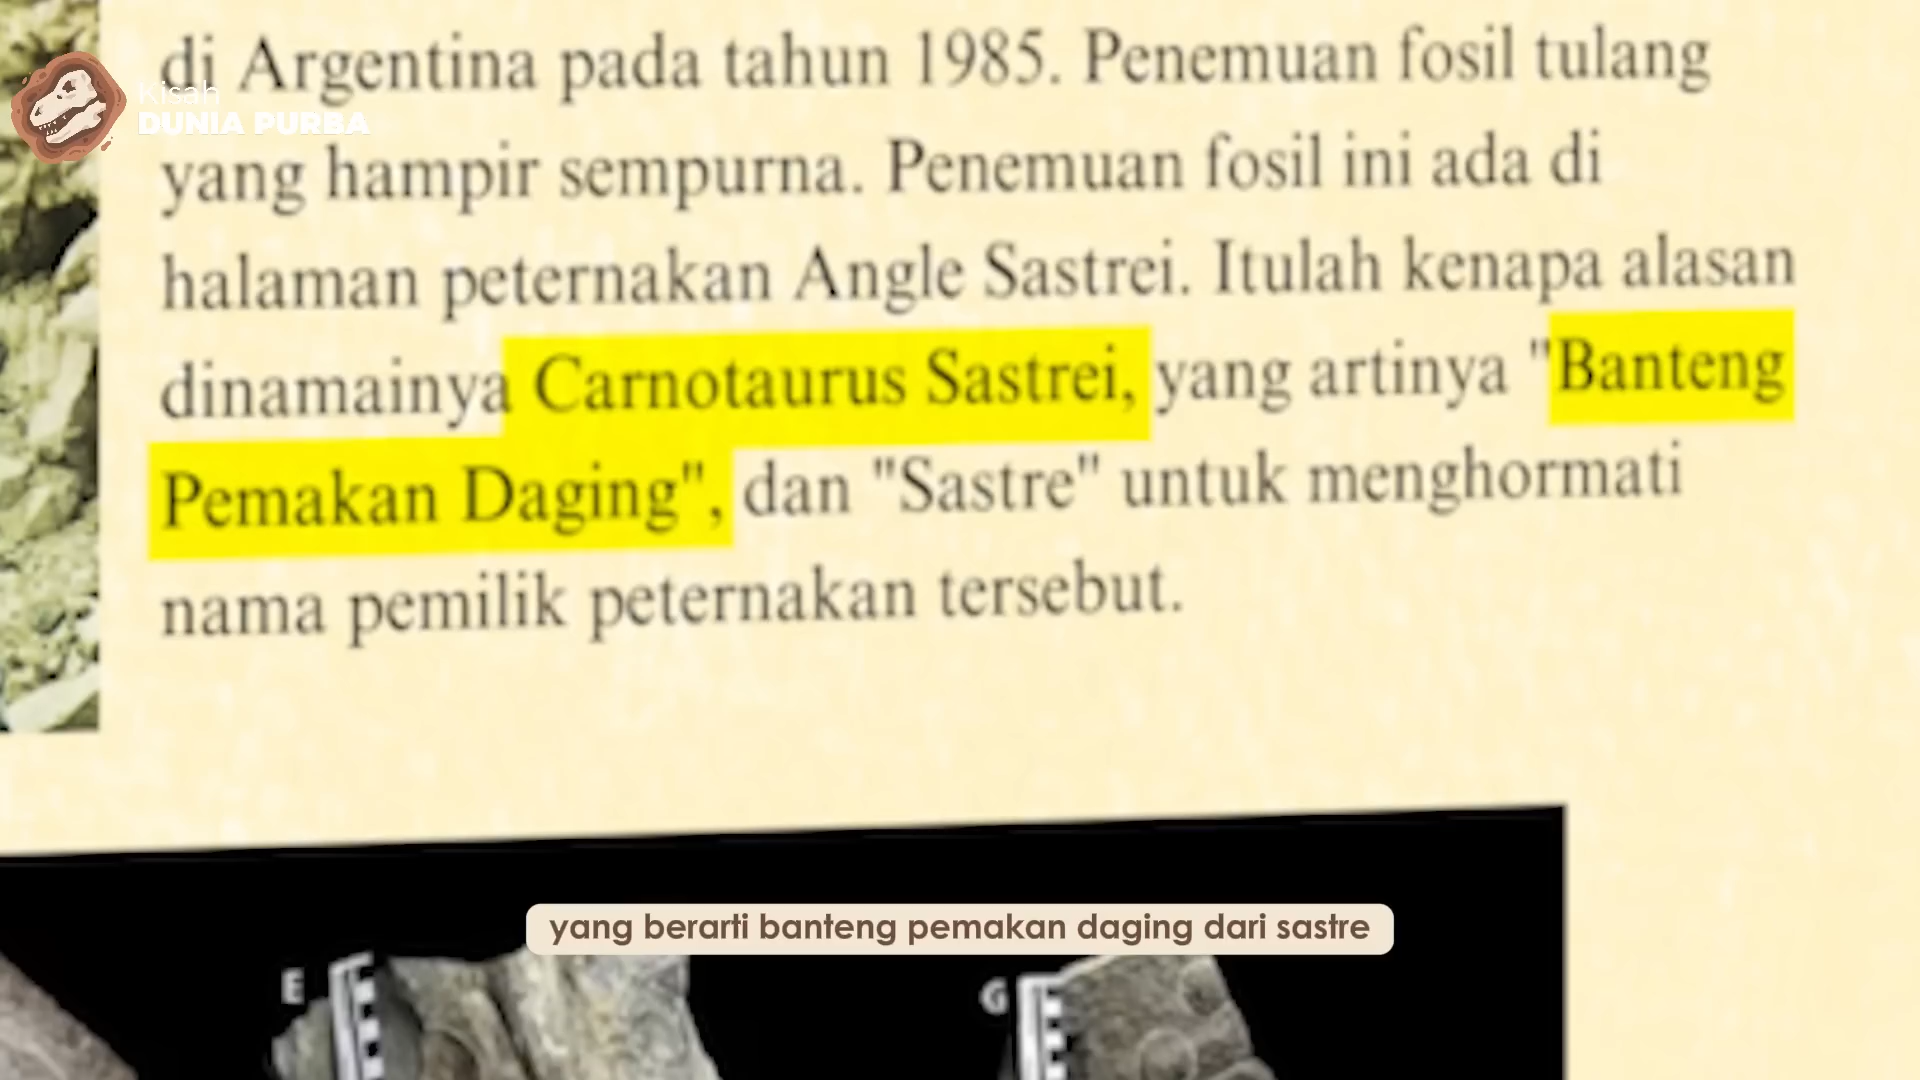 di Argentina pada tahun 1985. Penemuan fosil tulang
Kisah
DUNIA PURBA
yang hampir sempurna. Penemuan fosil ini ada di
halaman peternakan Angle Sastrei. Itulah kenapa alasan
dinamainya Carnotaurus Sastrei, yang artinya "Banteng
Pemakan Daging", dan "Sastre" untuk menghormati
nama pemilik peternakan tersebut.
yang berarti banteng pemakan daging dari sastre
E
G